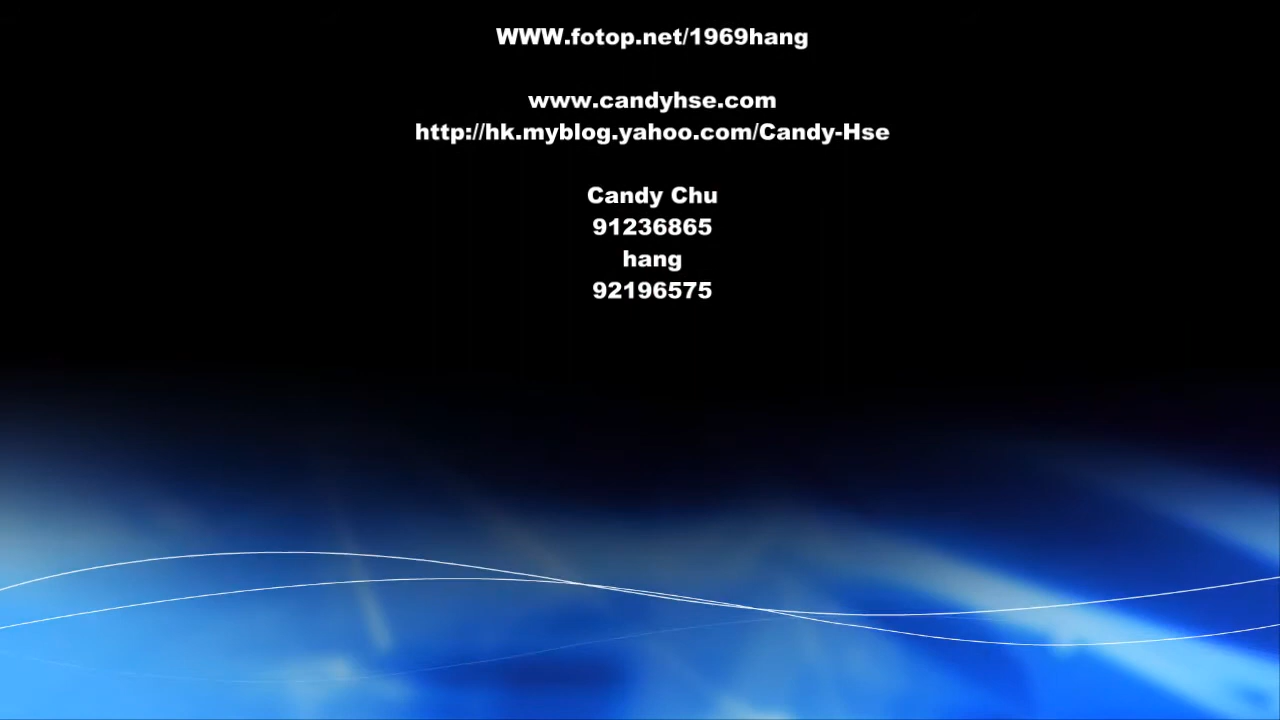 WWW.fotop.net/1969hang
www.candyhse.com
http://hk.myblog.yahoo.com/Candy-Hse
Candy Chu
91236865
hang
92196575